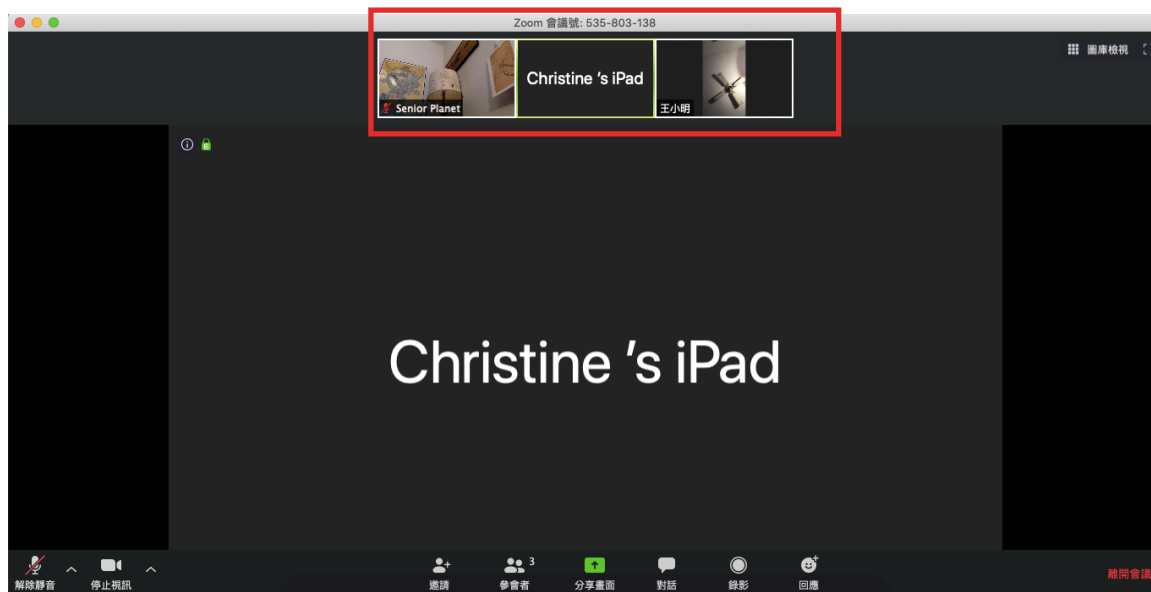 Zoom 會議號: 535-803-138
圖庫檢視
Christine 's iPad
Senior Planet
王小明
Christine 's iPad
解除靜音
停止視訊
邀請
參會者
3
分享畫面
對話
錄影
回應
離開會議